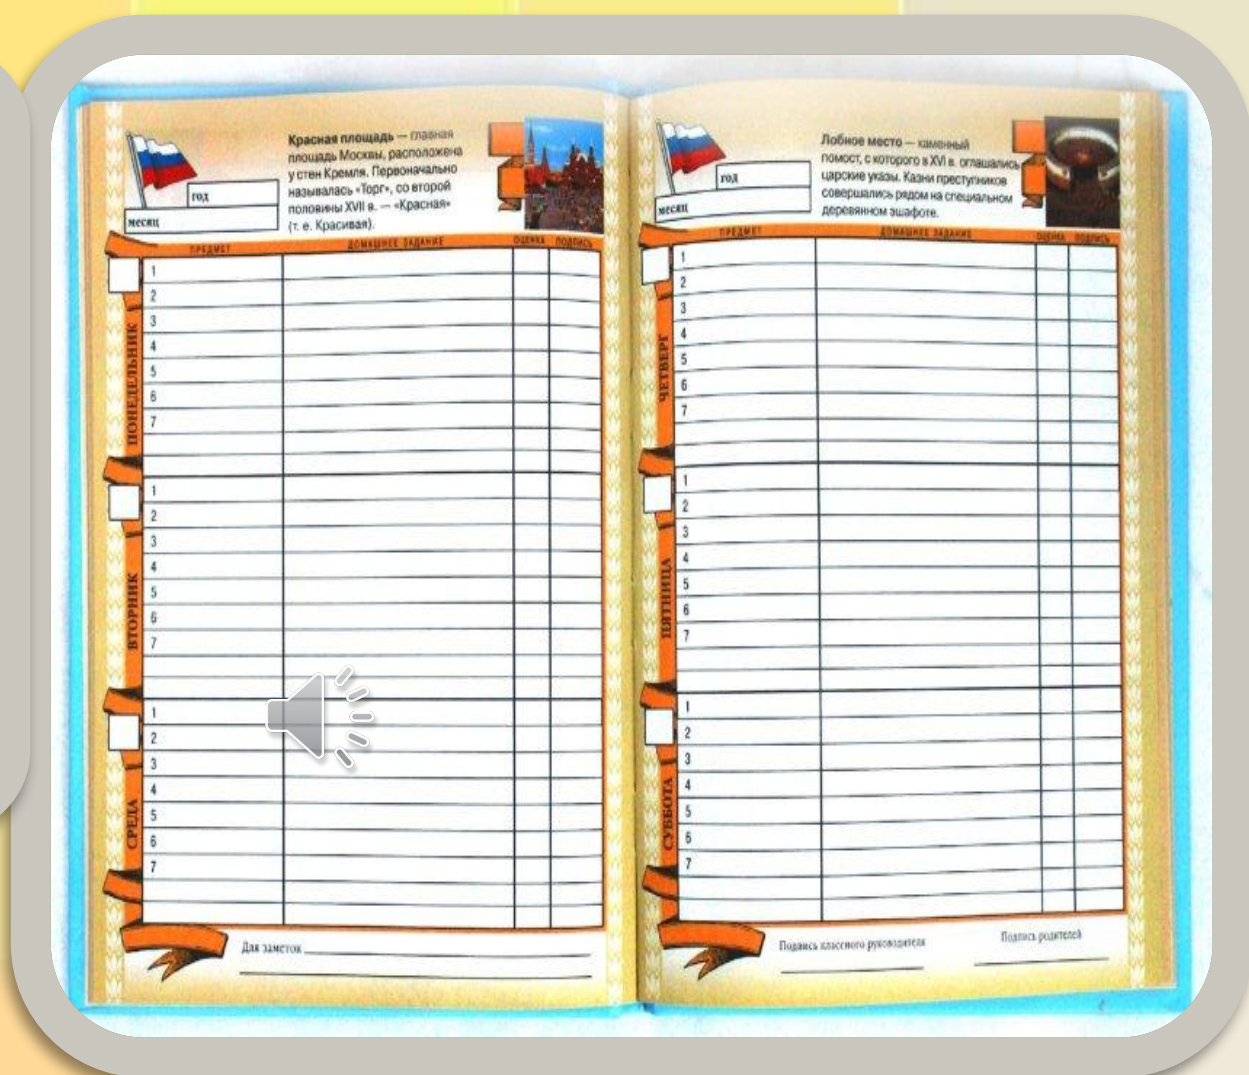 Красная площадь — главная
площадь Москвы, расположена
у стен Кремля. Первоначально
называлась «Торг», со второй
половины XVII в. — «Красная»
(т. е. Красивая).
год
месяц
ПРЕДМЕТ ДОМАШНЕЕ ЗАДАНИЕ ОЦЕНКА ПОДПИСЬ
ПОНЕДЕЛЬНИК
1
2
3
4
5
6
7
ВТОРНИК
1
2
3
4
5
6
7
СРЕДА
1
2
3
4
5
6
7
Для заметок
Лобное место — каменный
помост, с которого в XVI в. оглашались
царские указы. Казни преступников
совершались рядом на специальном
деревянном эшафоте.
год
месяц
ПРЕДМЕТ ДОМАШНЕЕ ЗАДАНИЕ ОЦЕНКА ПОДПИСЬ
ЧЕТВЕРГ
1
2
3
4
5
6
7
ПЯТНИЦА
1
2
3
4
5
6
7
СУББОТА
1
2
3
4
5
6
7
Подпись классного руководителя
Подпись родителей